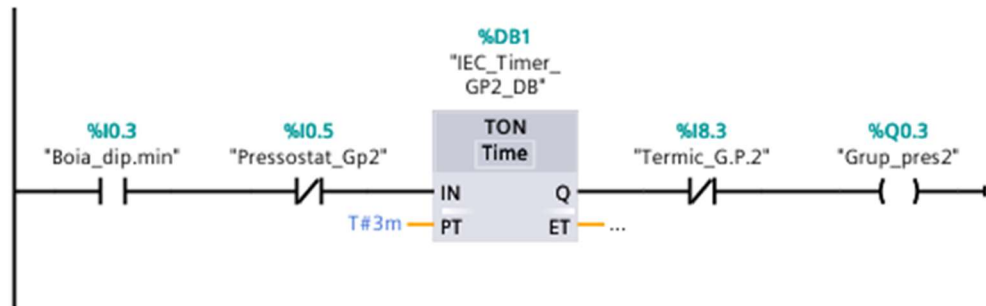 %DB1
"IEC_Timer_
GP2_DB"
%I0.3
"Boia_dip.min"
%I0.5
"Pressostat_Gp2"
TON
Time
%I8.3
"Termic_G.P.2"
%Q0.3
"Grup_pres2"
IN Q
T#3m PT ET ...